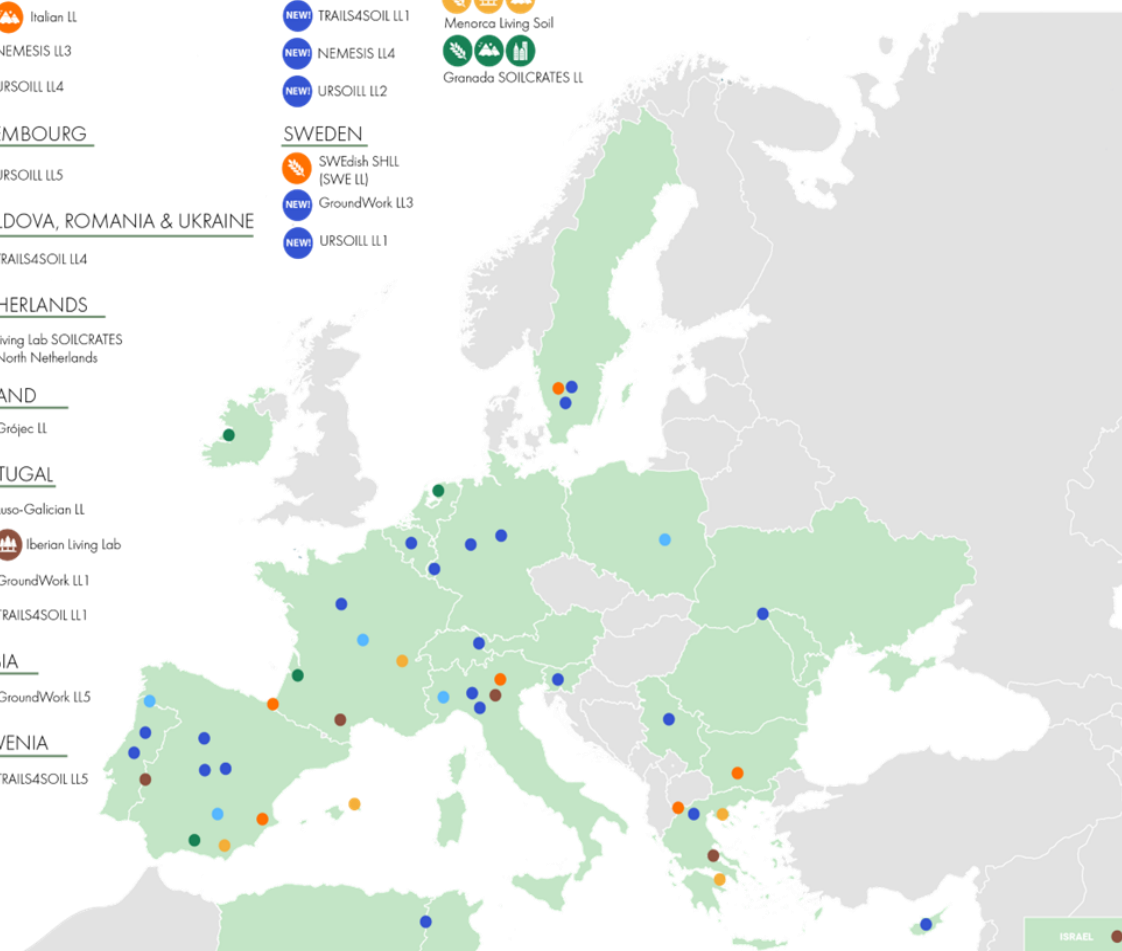 Italian LL
NEMESIS LL3
URSOILL LL4
EMBOURG
URSOILL LL5
LDOVA, ROMANIA & UKRAINE
TRAILS4SOIL LL4
HERLANDS
iving Lab SOILCRATES
North Netherlands
AND
Grójec LL
TUGAL
uso-Galician LL
Iberian Living Lab
GroundWork LL1
TRAILS4SOIL LL1
IA
GroundWork LL5
VENIA
TRAILS4SOIL LL5
NEW! TRAILS4SOIL LL1
NEW! NEMESIS LL4
NEW! URSOILL LL2
SWEDEN
SWEdish SHLL
(SWE LL)
NEW! GroundWork LL3
NEW! URSOILL LL1
Menorca Living Soil
Granada SOILCRATES LL
ISRAEL